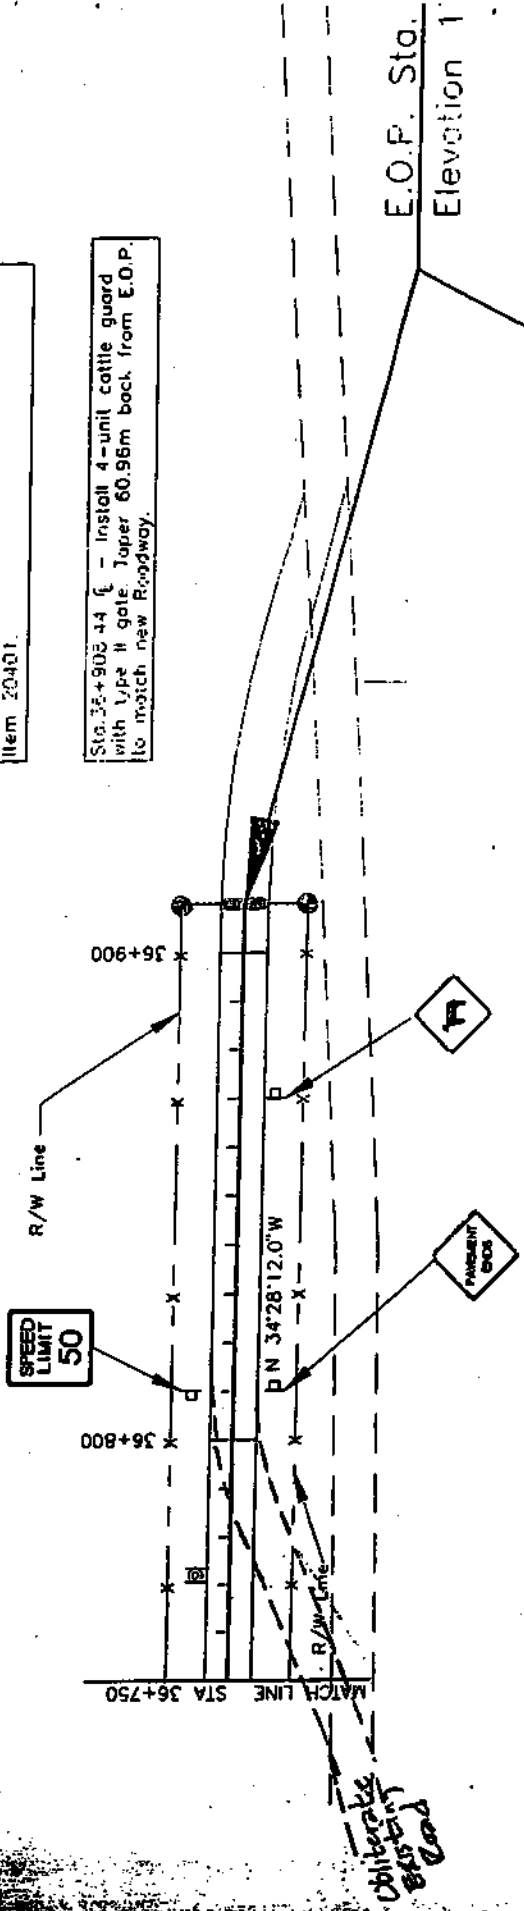 Item 20401.
Sta.36+908.44 ℄ - Install 4-unit cattle guard
with type II gate. Taper 60.96m back from E.O.P.
to match new Roadway.
E.O.P. Sta.
Elevation 1
R/W Line
36+900
SPEED
LIMIT
50
N 34°28'12.0"W
PAVEMENT
ENDS
36+800
R/W Line
MATCH LINE STA 36+750
Obliterate
Existing
Road